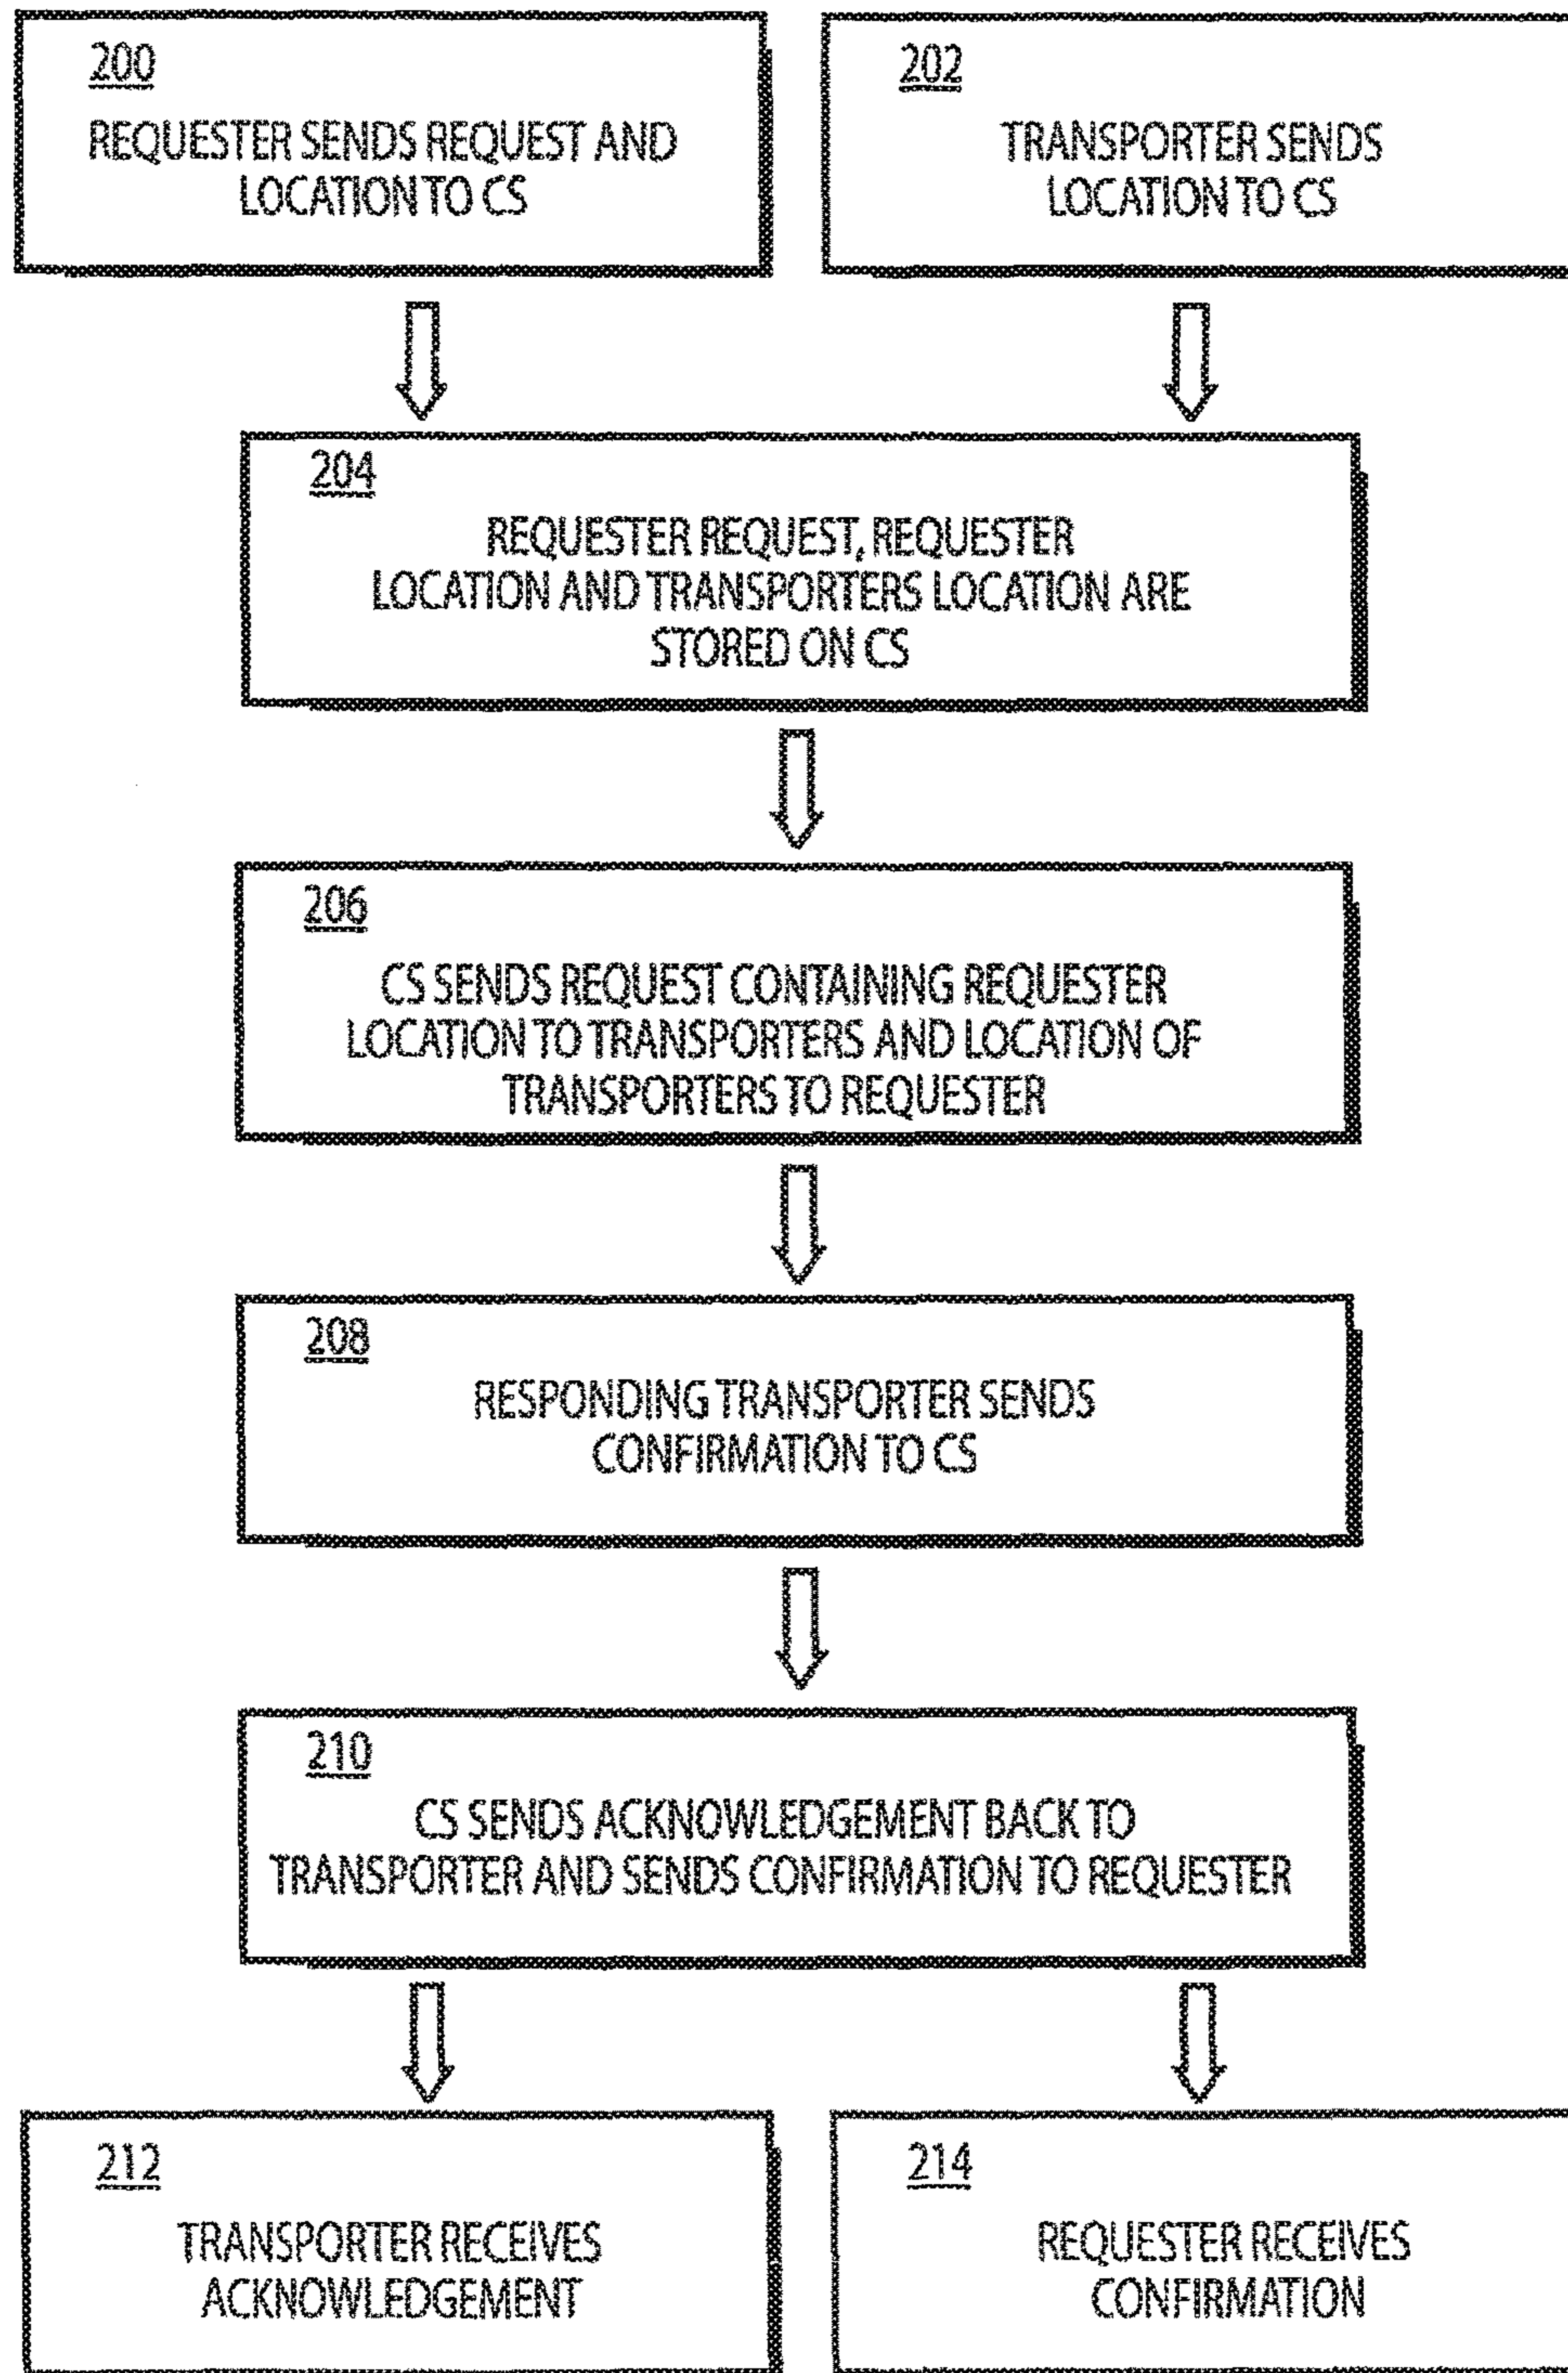 200
REQUESTER SENDS REQUEST AND
LOCATION TO CS
202
TRANSPORTER SENDS
LOCATION TO CS
204
REQUESTER REQUEST, REQUESTER
LOCATION AND TRANSPORTERS LOCATION ARE
STORED ON CS
206
CS SENDS REQUEST CONTAINING REQUESTER
LOCATION TO TRANSPORTERS AND LOCATION OF
TRANSPORTERS TO REQUESTER
208
RESPONDING TRANSPORTER SENDS
CONFIRMATION TO CS
210
CS SENDS ACKNOWLEDGEMENT BACK TO
TRANSPORTER AND SENDS CONFIRMATION TO REQUESTER
212
TRANSPORTER RECEIVES
ACKNOWLEDGEMENT
214
REQUESTER RECEIVES
CONFIRMATION